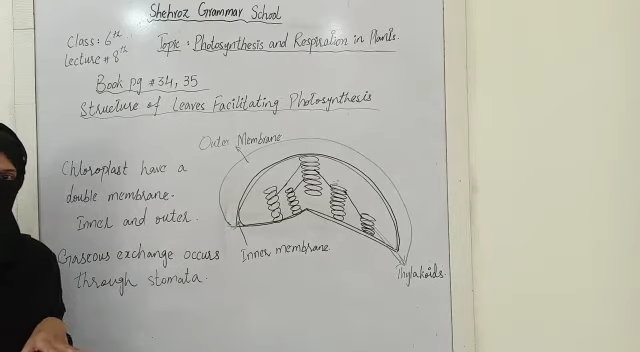 Shehroz Grammar School
Class: 6th
Topic: Photosynthesis and Respiration in Plants.
Lecture # 8th
Book pg # 34, 35
Structure of Leaves Facilitating Photosynthesis
Outer Membrane
Chloroplast have a
double membrane.
Inner and outer.
Inner membrane
Gaseous exchange occurs
through stomata.
Thylakoids.